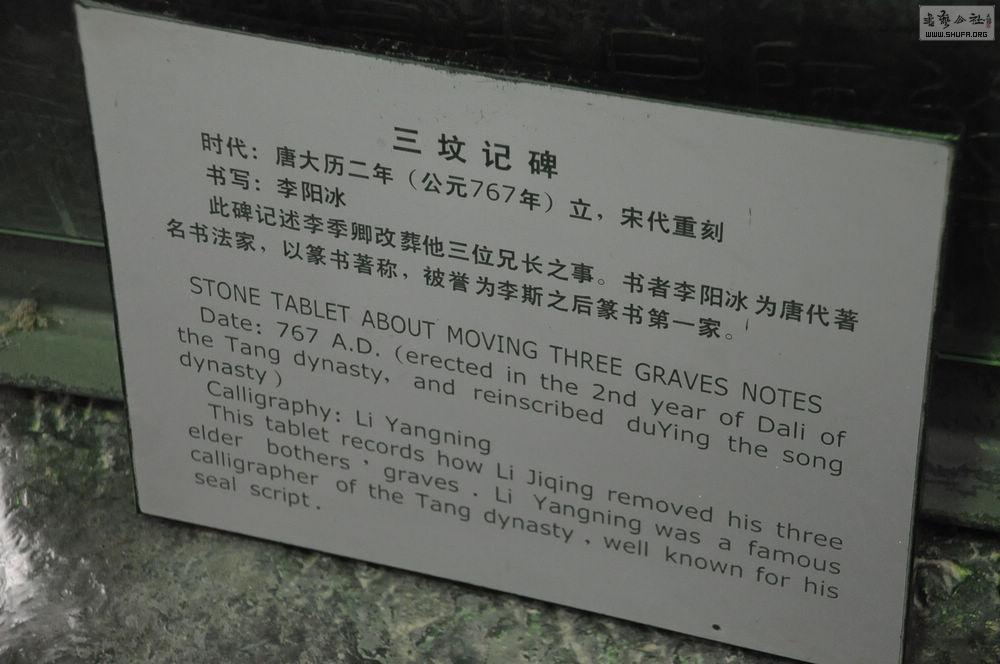 三坟记碑
时代：唐大历二年（公元767年）立，宋代重刻
书写：李阳冰
此碑记述李季卿改葬他三位兄长之事。书者李阳冰为唐代著
名书法家，以篆书著称，被誉为李斯之后篆书第一家。
STONE TABLET ABOUT MOVING THREE GRAVES NOTES
Date: 767 A.D. (erected in the 2nd year of Dali of
the Tang dynasty, and reinscribed duYing the song
dynasty)
Calligraphy: Li Yangning
This tablet records how Li Jiqing removed his three
elder bothers, graves. Li Yangning was a famous
calligrapher of the Tang dynasty, well known for his
seal script.
WWW.SHUFA.ORG